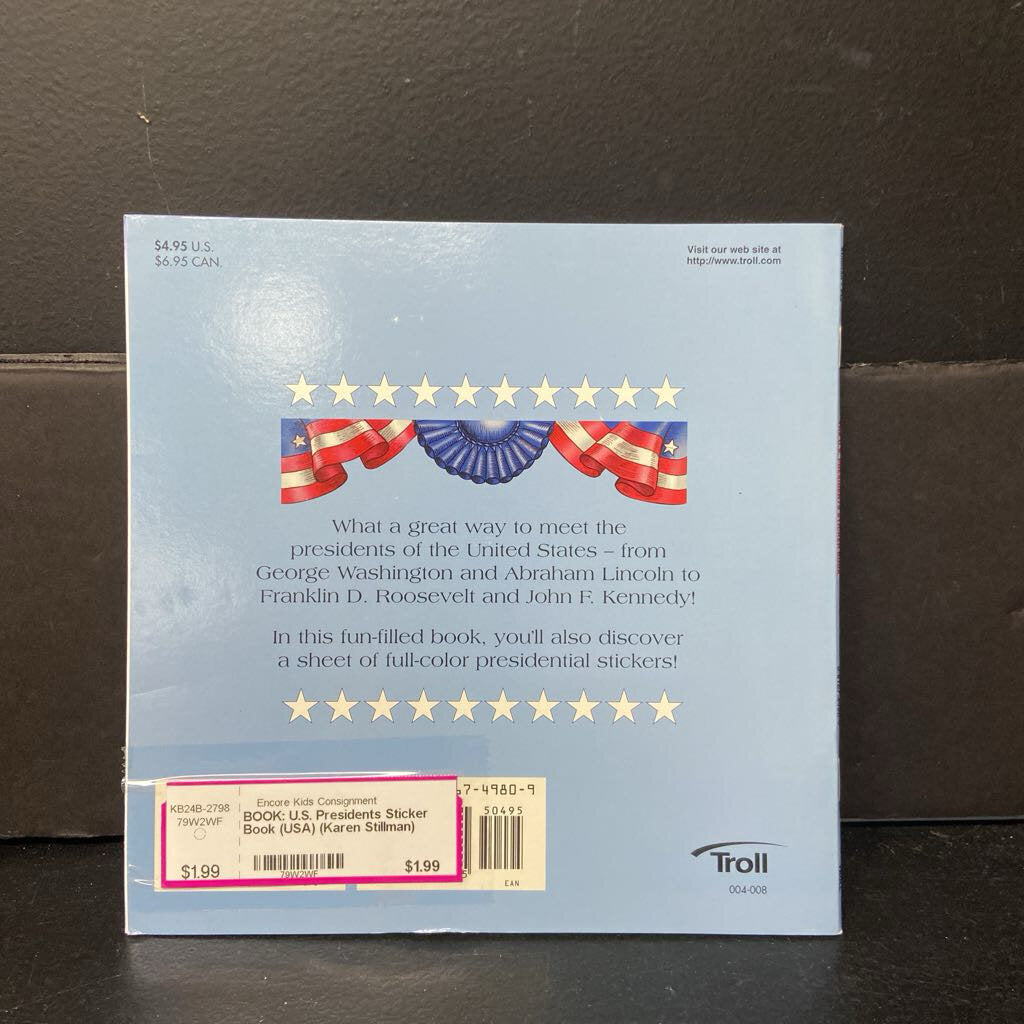 $4.95 U.S.
$6.95 CAN.
Visit our web site at
http://www.troll.com
What a great way to meet the
presidents of the United States – from
George Washington and Abraham Lincoln to
Franklin D. Roosevelt and John F. Kennedy!
In this fun-filled book, you'll also discover
a sheet of full-color presidential stickers!
KB24B-2798
79W2WF
$1.99
Encore Kids Consignment
BOOK: U.S. Presidents Sticker
Book (USA) (Karen Stillman)
79W2WF
$1.99
7-4980-9
50495
5
EAN
Troll
004-008